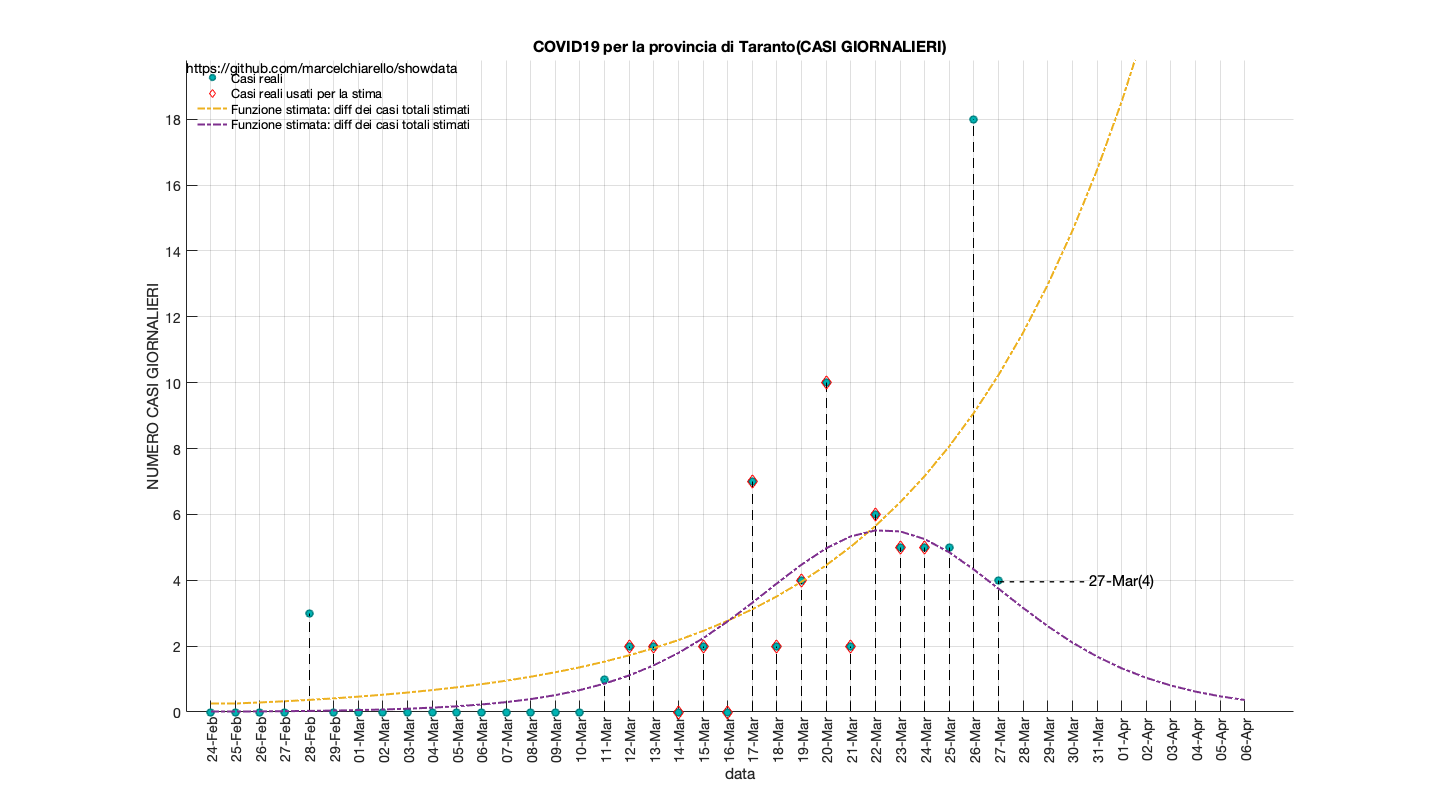 COVID19 per la provincia di Taranto(CASI GIORNALIERI)
https://github.com/marcelchiarello/showdata
Casi reali
Casi reali usati per la stima
Funzione stimata: diff dei casi totali stimati
Funzione stimata: diff dei casi totali stimati
NUMERO CASI GIORNALIERI
18
16
14
12
10
8
6
4
2
0
27-Mar(4)
24-Feb
25-Feb
26-Feb
27-Feb
28-Feb
29-Feb
01-Mar
02-Mar
03-Mar
04-Mar
05-Mar
06-Mar
07-Mar
08-Mar
09-Mar
10-Mar
11-Mar
12-Mar
13-Mar
14-Mar
15-Mar
16-Mar
17-Mar
18-Mar
19-Mar
20-Mar
21-Mar
22-Mar
23-Mar
24-Mar
25-Mar
26-Mar
27-Mar
28-Mar
29-Mar
30-Mar
31-Mar
01-Apr
02-Apr
03-Apr
04-Apr
05-Apr
06-Apr
data